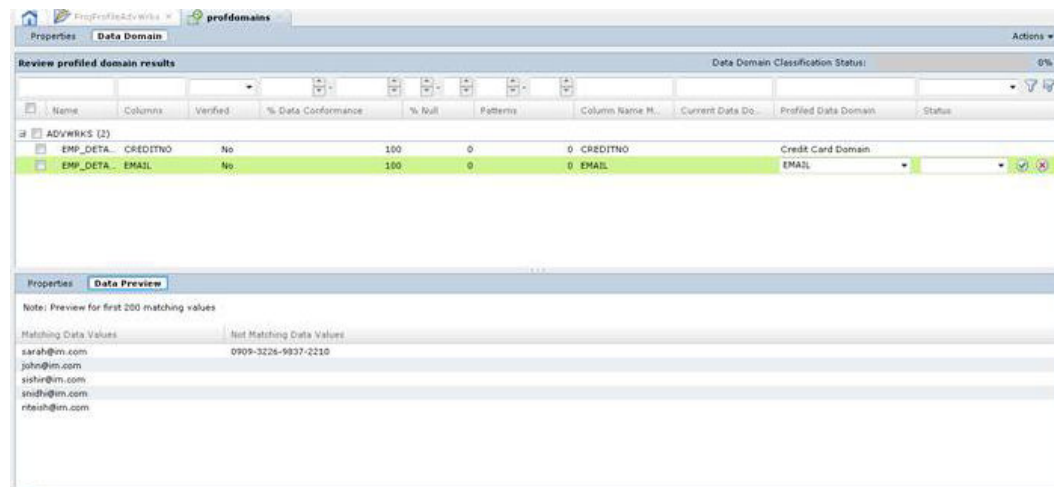 ProjProfileAdvWrks × profdomains
Properties Data Domain Actions
Review profiled domain results Data Domain Classification Status: 0%
Name Columns Verified % Data Conformance % Null Patterns Column Name M... Current Data Do... Profiled Data Domain Status
ADVWRKS (2)
EMP_DETA... CREDITNO No 100 0 0 CREDITNO Credit Card Domain
EMP_DETA... EMAIL No 100 0 0 EMAIL EMAIL
Properties Data Preview
Note: Preview for first 200 matching values
Matching Data Values Not Matching Data Values
sarah@im.com 0909-3226-9837-2210
john@im.com
sishir@im.com
snidhi@im.com
riteish@im.com